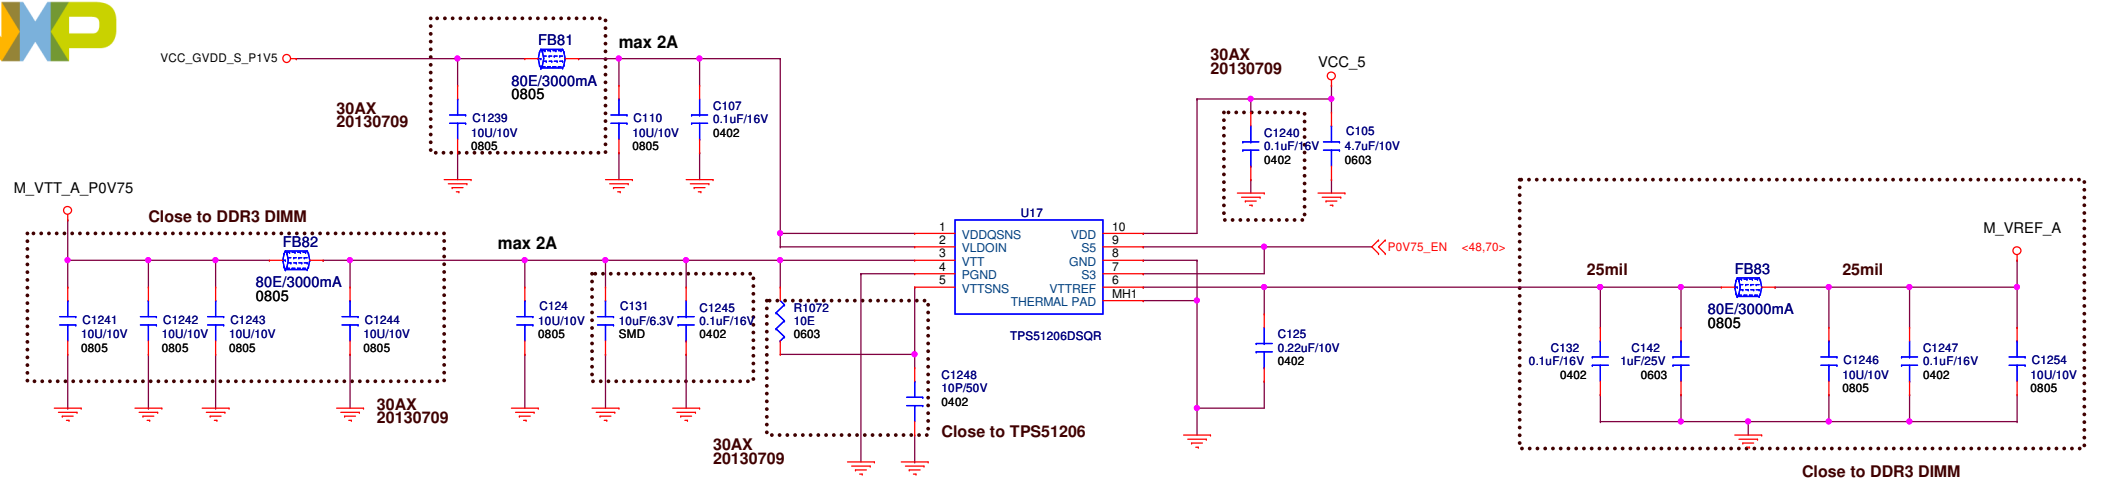 XP
FB81
max 2A
VCC_GVDD_S_P1V5
80E/3000mA
0805
30AX
20130709
C1239
10U/10V
0805
C110
10U/10V
0805
C107
0.1uF/16V
0402
30AX
20130709
VCC_5
C1240
0.1uF/16V
0402
C105
4.7uF/10V
0603
M_VTT_A_P0V75
Close to DDR3 DIMM
FB82
80E/3000mA
0805
max 2A
C1241
10U/10V
0805
C1242
10U/10V
0805
C1243
10U/10V
0805
C1244
10U/10V
0805
30AX
20130709
C124
10U/10V
0805
C131
10uF/6.3V
SMD
C1245
0.1uF/16V
0402
R1072
10E
0603
C1248
10P/50V
0402
Close to TPS51206
30AX
20130709
U17
1 VDDQSNS
2 VLDOIN
3 VTT
4 PGND
5 VTTSNS
VDD 10
S5 9
GND 8
S3 7
VTTREF 6
THERMAL PAD MH1
TPS51206DSQR
P0V75_EN <48,70>
C125
0.22uF/10V
0402
M_VREF_A
25mil
FB83
25mil
80E/3000mA
0805
C132
0.1uF/16V
0402
C142
1uF/25V
0603
C1246
10U/10V
0805
C1247
0.1uF/16V
0402
C1254
10U/10V
0805
Close to DDR3 DIMM